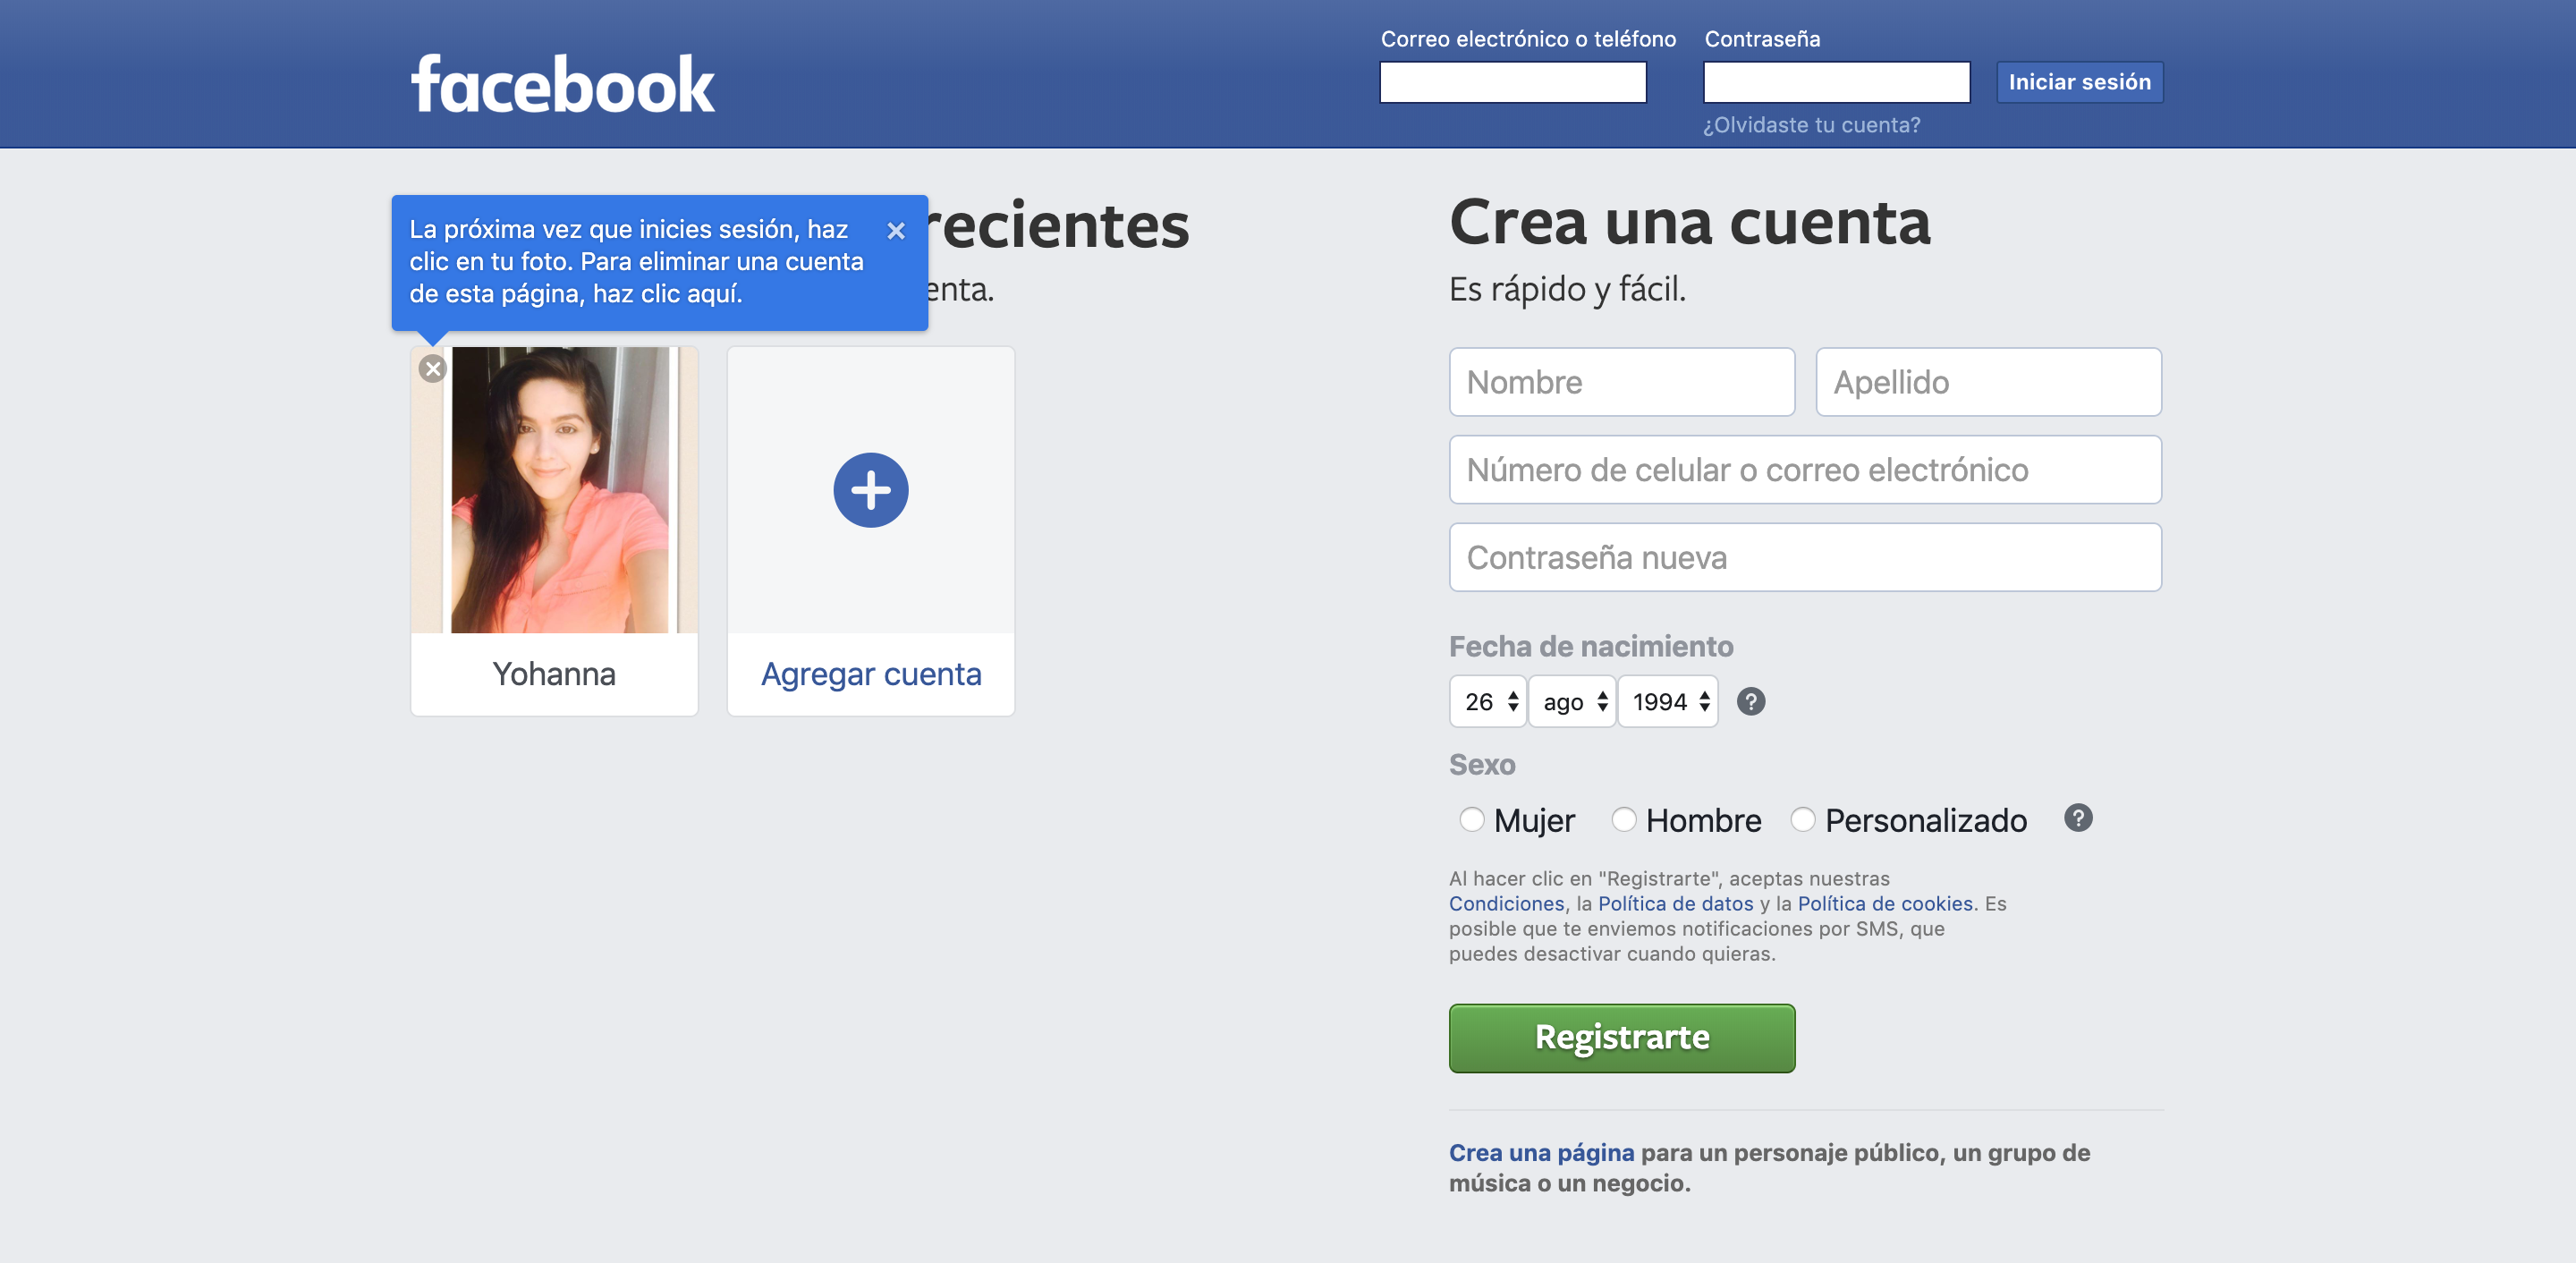 facebook
Correo electrónico o teléfono
Contraseña
Iniciar sesión
¿Olvidaste tu cuenta?
La próxima vez que inicies sesión, haz
clic en tu foto. Para eliminar una cuenta
de esta página, haz clic aquí.
recientes
enta.
Yohanna
Agregar cuenta
Crea una cuenta
Es rápido y fácil.
Nombre
Apellido
Número de celular o correo electrónico
Contraseña nueva
Fecha de nacimiento
26 ago 1994 ?
Sexo
Mujer Hombre Personalizado ?
Al hacer clic en "Registrarte", aceptas nuestras
Condiciones, la Política de datos y la Política de cookies. Es
posible que te enviemos notificaciones por SMS, que
puedes desactivar cuando quieras.
Registrarte
Crea una página para un personaje público, un grupo de
música o un negocio.